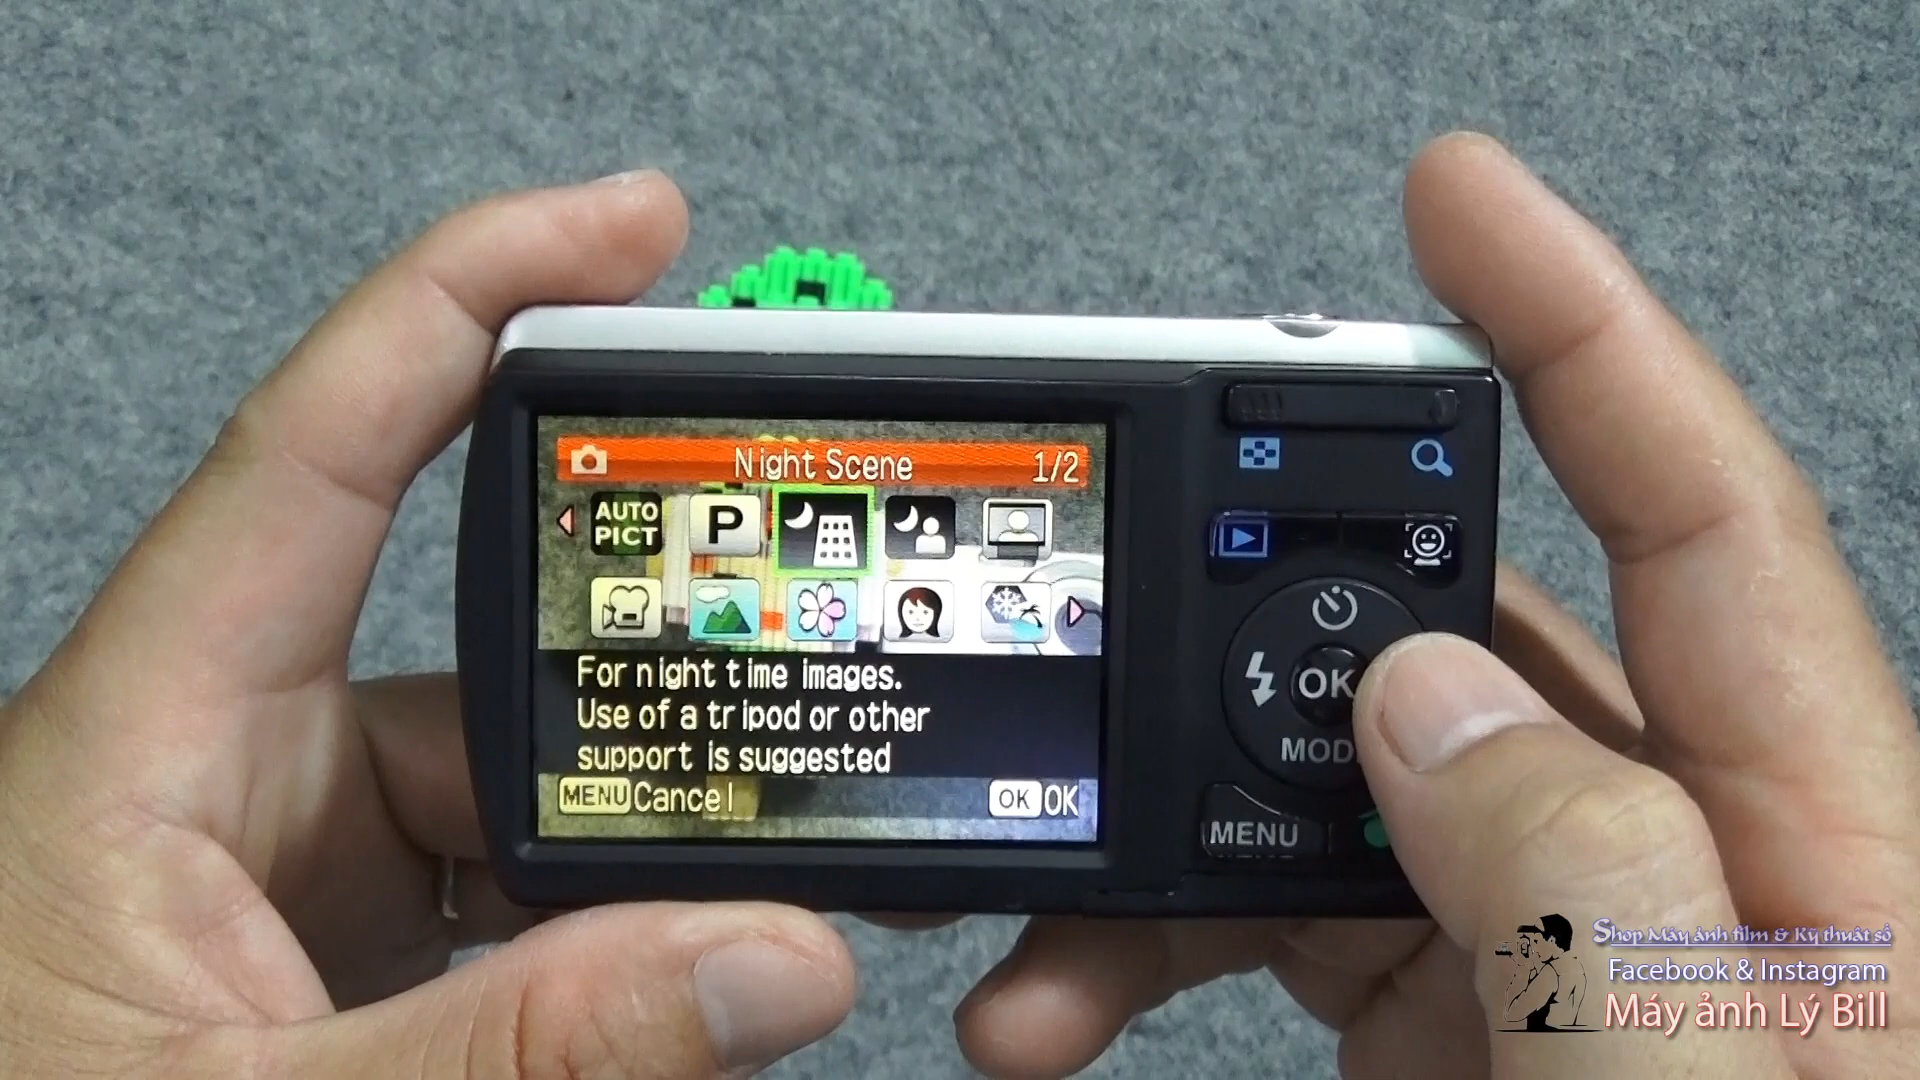 Night Scene 1/2
AUTO
PICT
P
For night time images.
Use of a tripod or other
support is suggested
MENU Cancel OK OK
OK
MOD
MENU
Shop Máy ảnh film & Kỹ thuật số
Facebook & Instagram
Máy ảnh Lý Bill